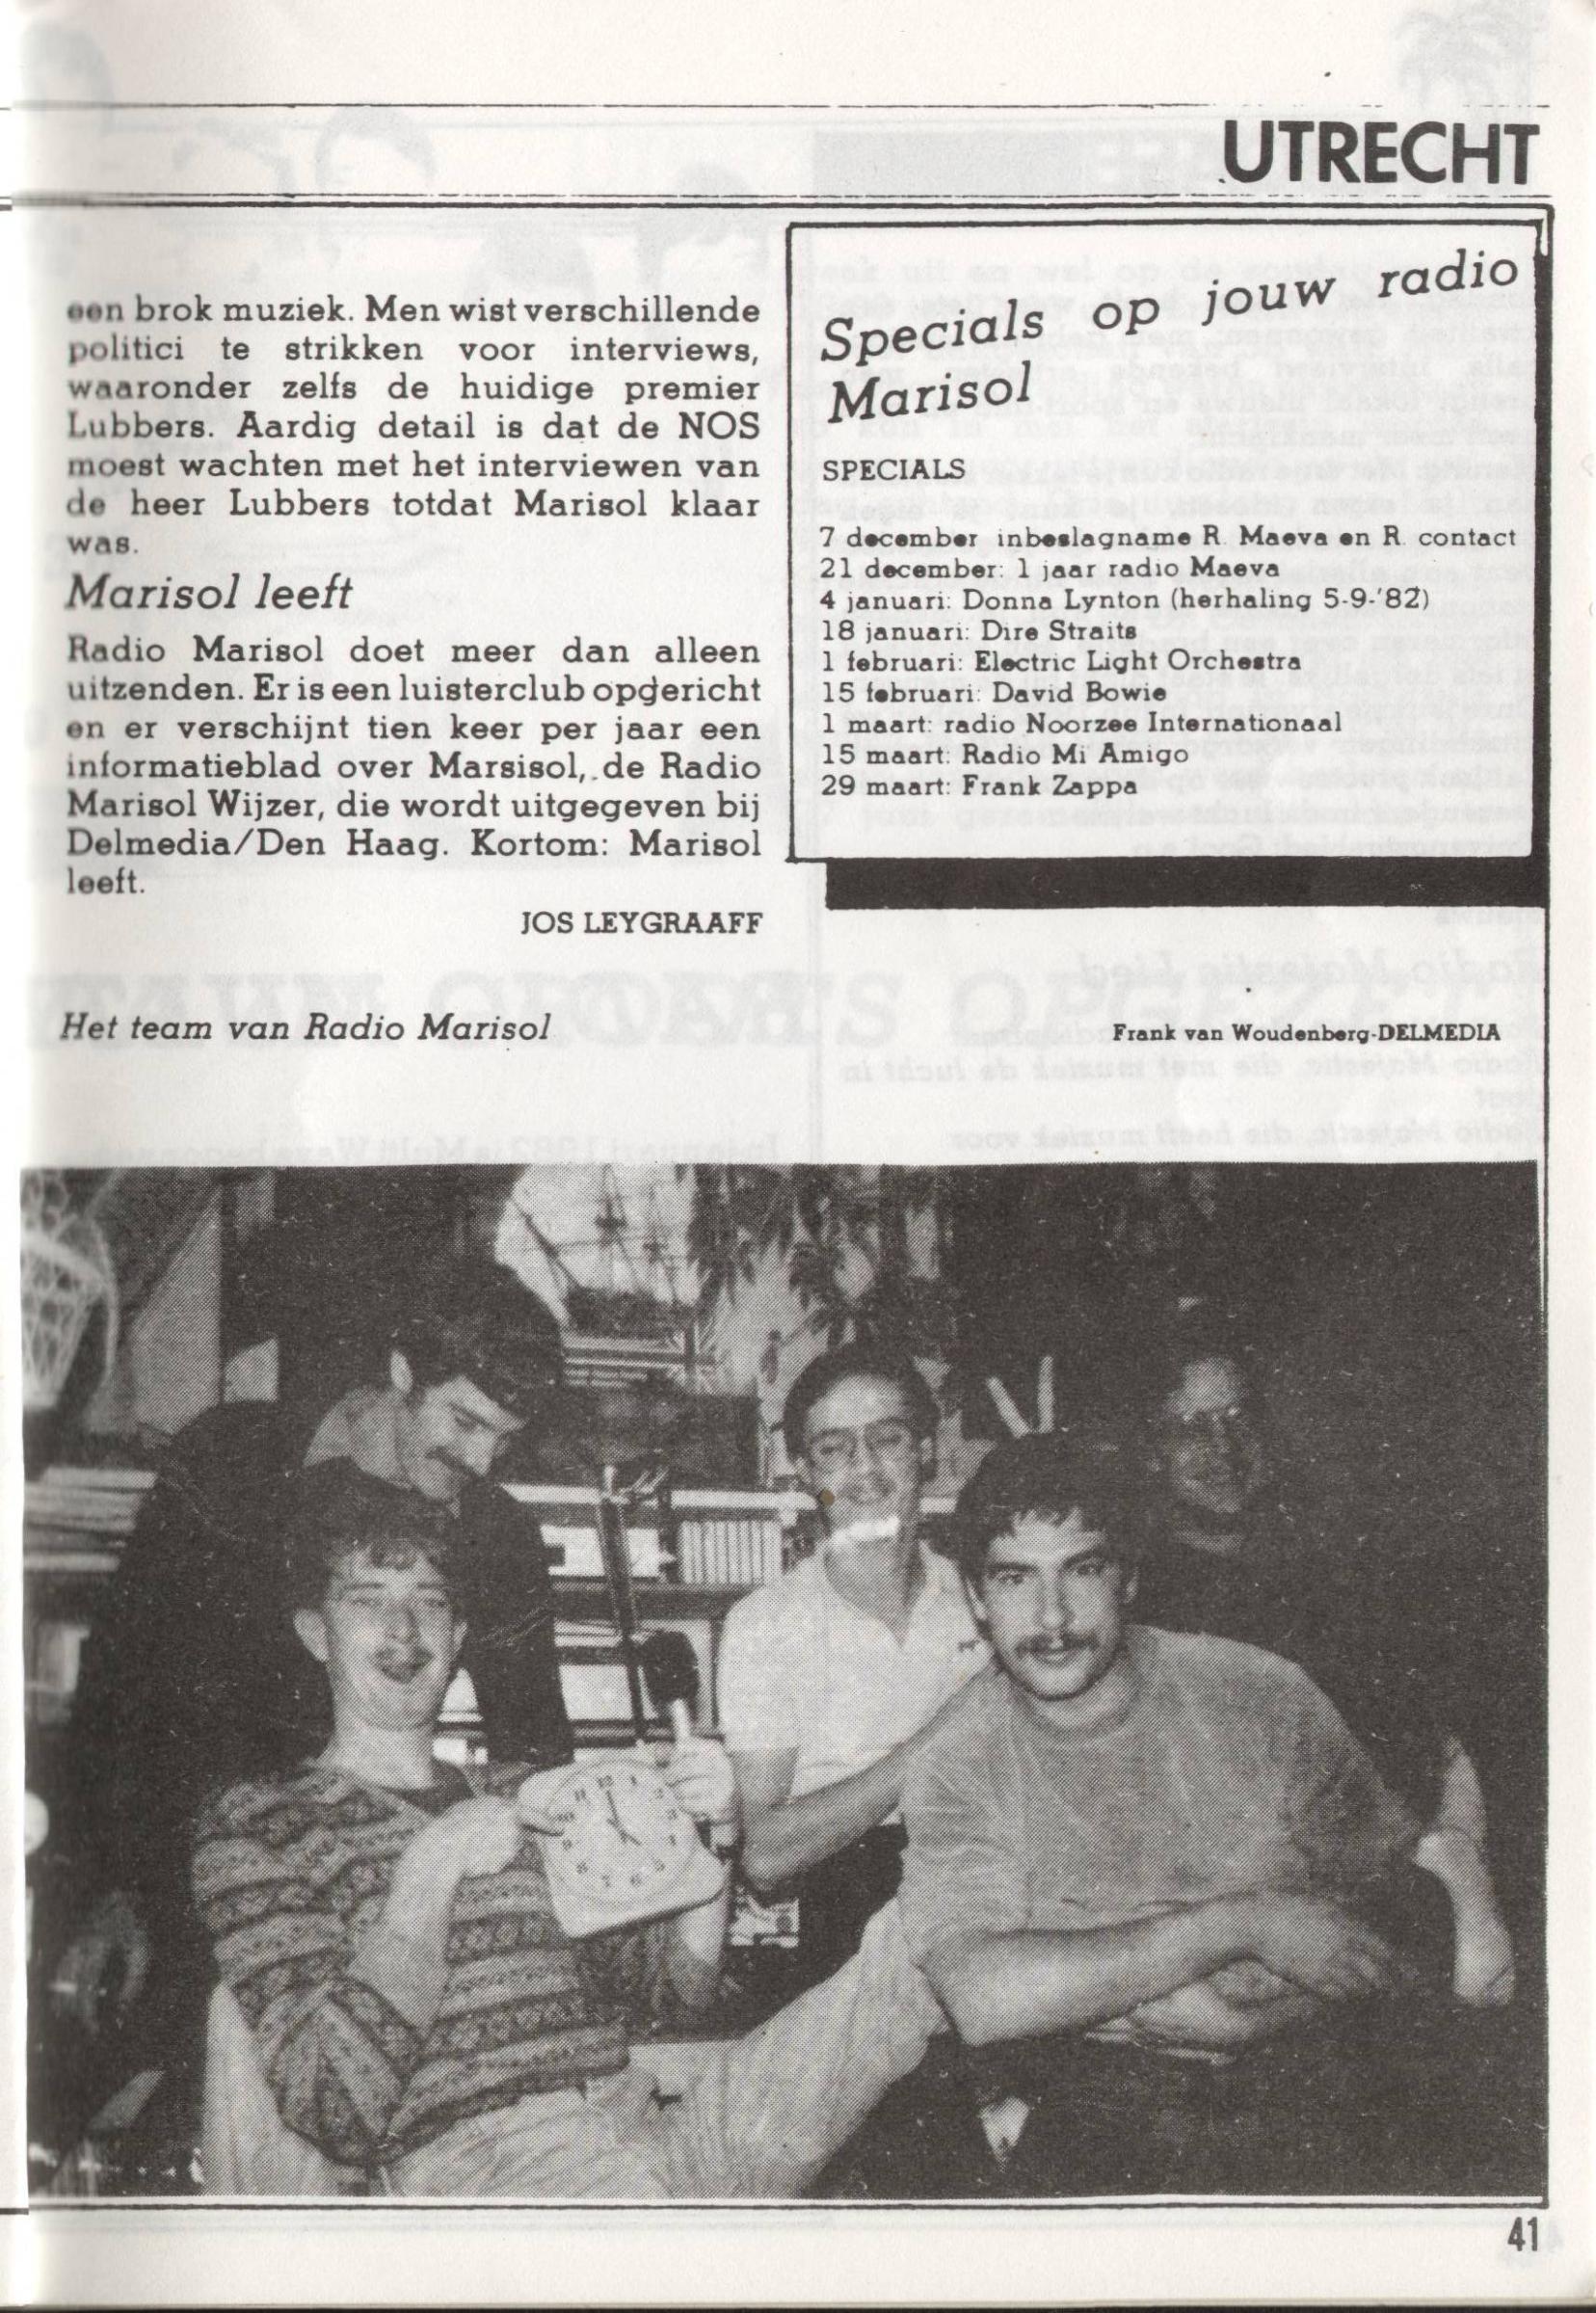 UTRECHT
een brok muziek. Men wist verschillende
politici te strikken voor interviews,
waaronder zelfs de huidige premier
Lubbers. Aardig detail is dat de NOS
moest wachten met het interviewen van
de heer Lubbers totdat Marisol klaar
was.
Marisol leeft
Radio Marisol doet meer dan alleen
uitzenden. Er is een luisterclub opgericht
en er verschijnt tien keer per jaar een
informatieblad over Marsisol, de Radio
Marisol Wijzer, die wordt uitgegeven bij
Delmedia/Den Haag. Kortom: Marisol
leeft.
JOS LEYGRAAFF
Specials op jouw radio
Marisol
SPECIALS
7 december inbeslagname R. Maeva en R. contact
21 december: 1 jaar radio Maeva
4 januari: Donna Lynton (herhaling 5-9-'82)
18 januari: Dire Straits
1 februari: Electric Light Orchestra
15 februari: David Bowie
1 maart: radio Noorzee Internationaal
15 maart: Radio Mi Amigo
29 maart: Frank Zappa
Het team van Radio Marisol
Frank van Woudenberg-DELMEDIA
41